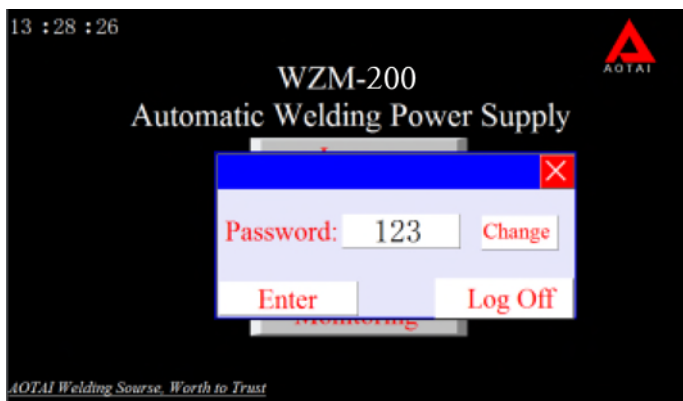 13 :28 :26
AOTAI
WZM-200
Automatic Welding Power Supply
Password: 123 Change
Enter Log Off
Monitoring
AOTAI Welding Sourse, Worth to Trust